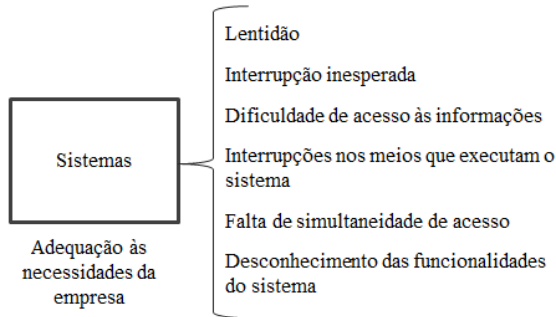 Sistemas
Adequação às
necessidades da
empresa
Lentidão
Interrupção inesperada
Dificuldade de acesso às informações
Interrupções nos meios que executam o
sistema
Falta de simultaneidade de acesso
Desconhecimento das funcionalidades
do sistema